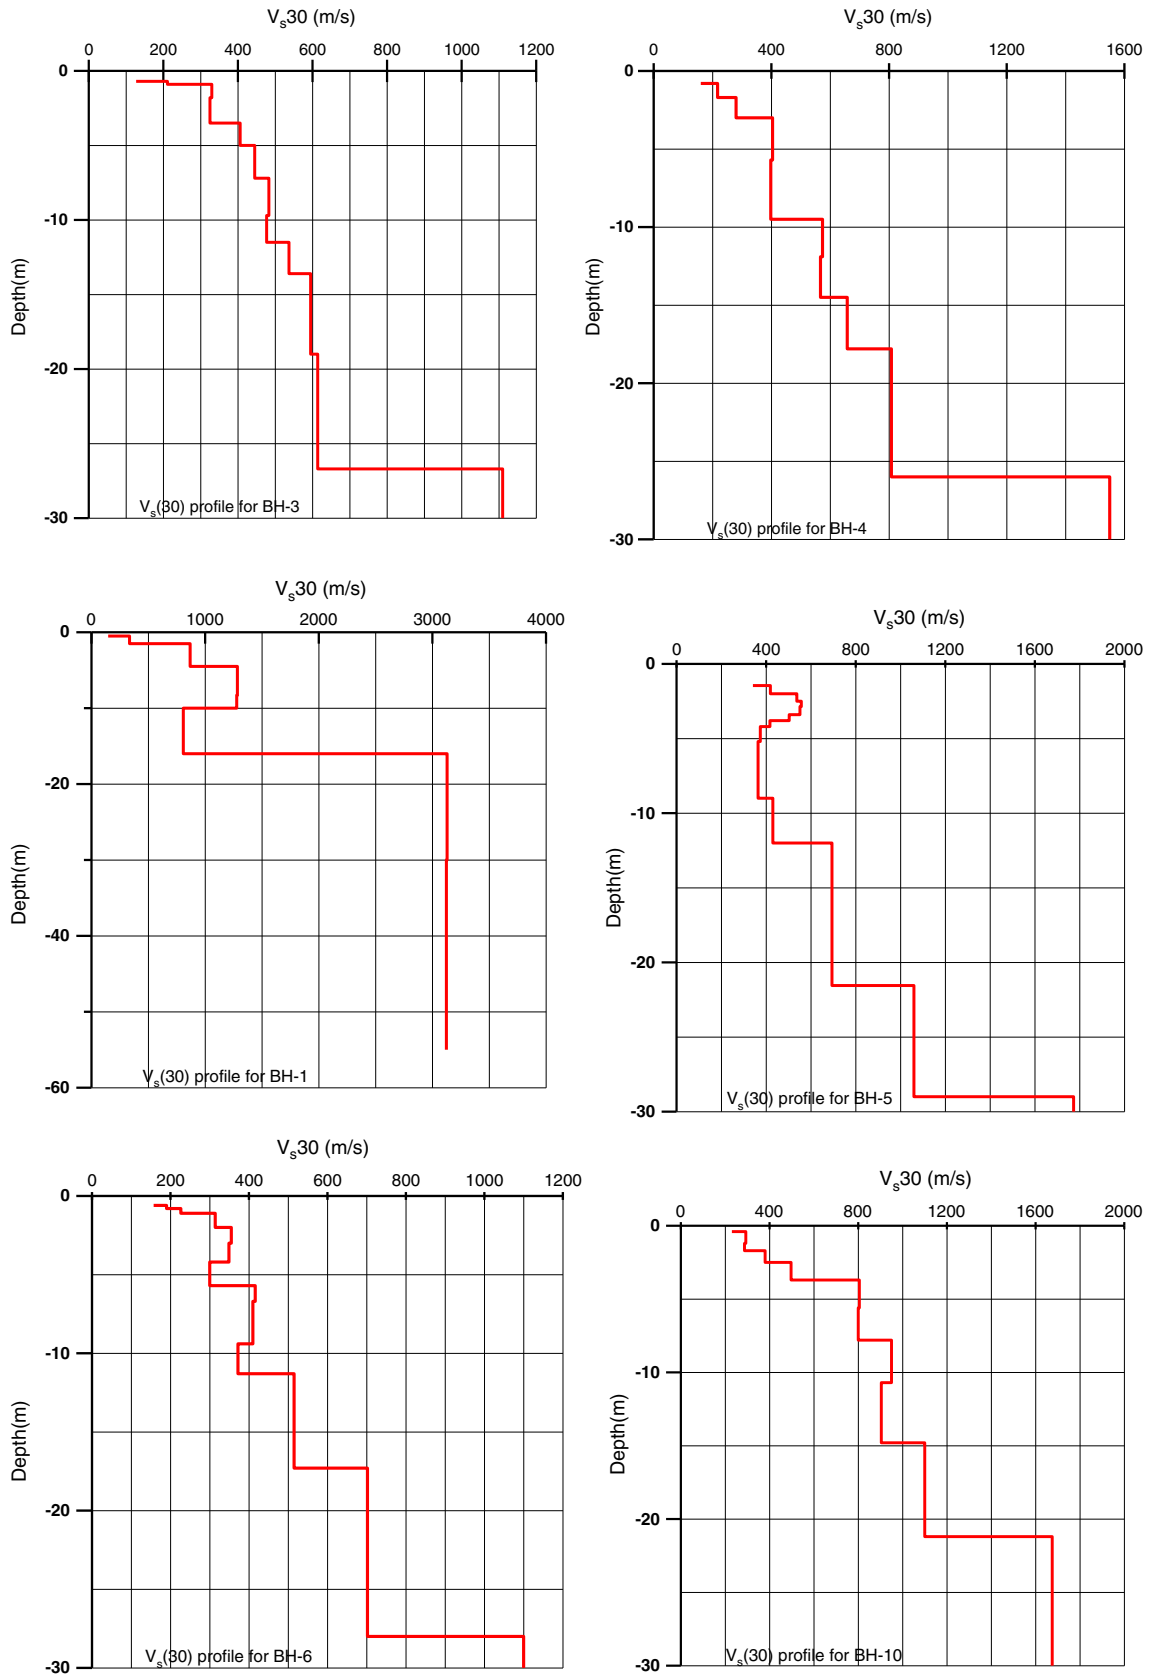 Vs30 (m/s)
0 200 400 600 800 1000 1200
0
-10
-20
-30
Depth(m)
Vs(30) profile for BH-3
Vs30 (m/s)
0 400 800 1200 1600
0
-10
-20
-30
Depth(m)
Vs(30) profile for BH-4
Vs30 (m/s)
0 1000 2000 3000 4000
0
-20
-40
-60
Depth(m)
Vs(30) profile for BH-1
Vs30 (m/s)
0 400 800 1200 1600 2000
0
-10
-20
-30
Depth(m)
Vs(30) profile for BH-5
Vs30 (m/s)
0 200 400 600 800 1000 1200
0
-10
-20
-30
Depth(m)
Vs(30) profile for BH-6
Vs30 (m/s)
0 400 800 1200 1600 2000
0
-10
-20
-30
Depth(m)
Vs(30) profile for BH-10